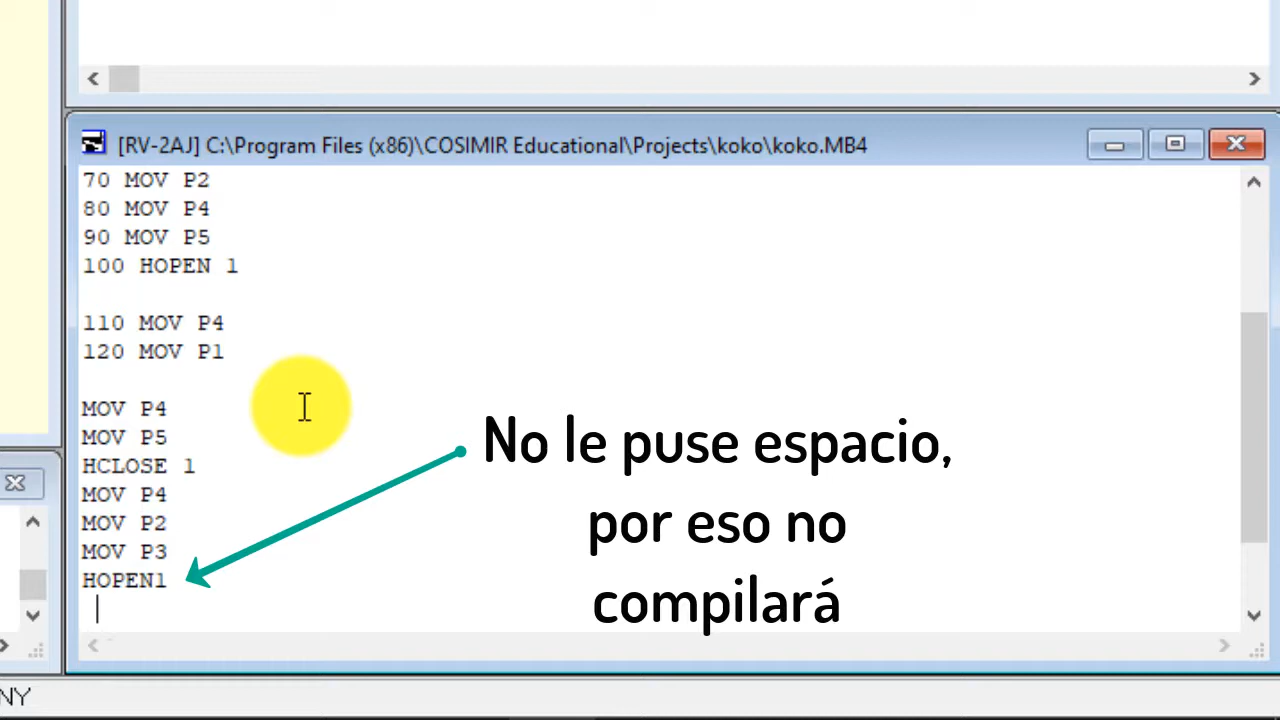 [RV-2AJ] C:\Program Files (x86)\COSIMIR Educational\Projects\koko\koko.MB4
70 MOV P2
80 MOV P4
90 MOV P5
100 HOPEN 1
110 MOV P4
120 MOV P1
MOV P4
MOV P5
HCLOSE 1
MOV P4
MOV P2
MOV P3
HOPEN1
No le puse espacio,
por eso no
compilará
NY